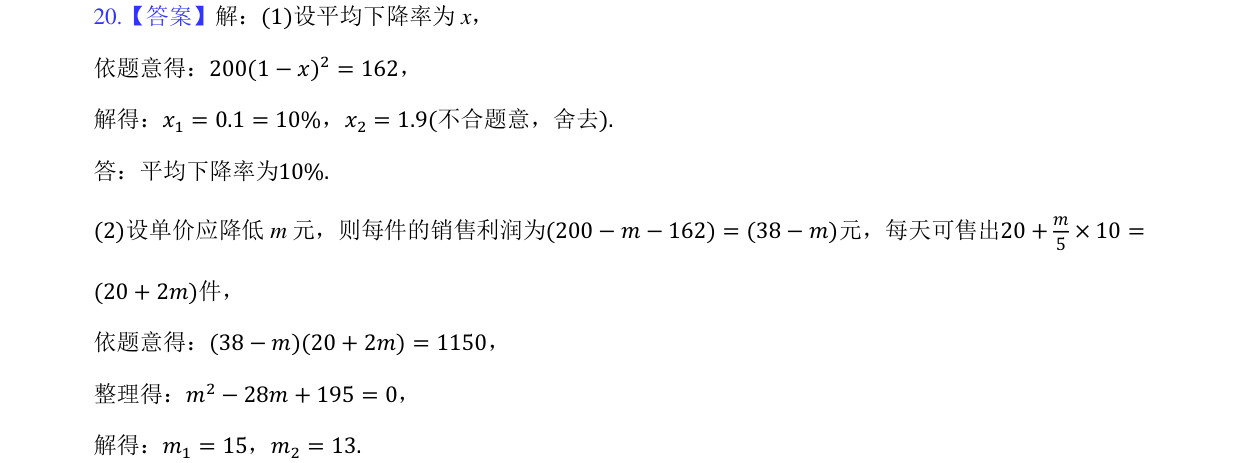 20.【答案】解：(1)设平均下降率为 x，
依题意得：200(1 − x)² = 162，
解得：x₁ = 0.1 = 10%，x₂ = 1.9(不合题意，舍去).
答：平均下降率为10%.
(2)设单价应降低 m 元，则每件的销售利润为(200 − m − 162) = (38 − m)元，每天可售出20 + m/5 × 10 =
(20 + 2m)件，
依题意得：(38 − m)(20 + 2m) = 1150，
整理得：m² − 28m + 195 = 0，
解得：m₁ = 15，m₂ = 13.